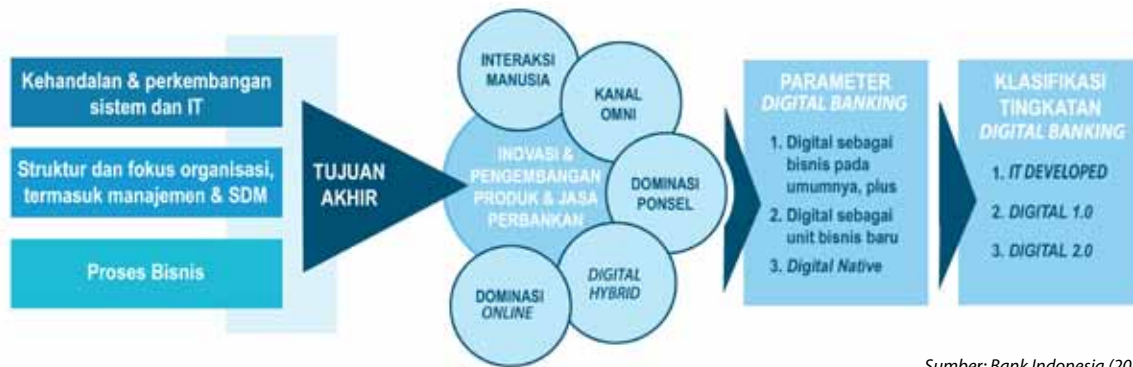 Kehandalan & perkembangan
sistem dan IT
Struktur dan fokus organisasi,
termasuk manajemen & SDM
Proses Bisnis
TUJUAN
AKHIR
INTERAKSI
MANUSIA
KANAL
OMNI
INOVASI &
PENGEMBANGAN
PRODUK & JASA
PERBANKAN
DOMINASI
PONSEL
DIGITAL
HYBRID
DOMINASI
ONLINE
PARAMETER
DIGITAL BANKING
1. Digital sebagai
bisnis pada
umumnya, plus
2. Digital sebagai
unit bisnis baru
3. Digital Native
KLASIFIKASI
TINGKATAN
DIGITAL BANKING
1. IT DEVELOPED
2. DIGITAL 1.0
3. DIGITAL 2.0
Sumber: Bank Indonesia (20